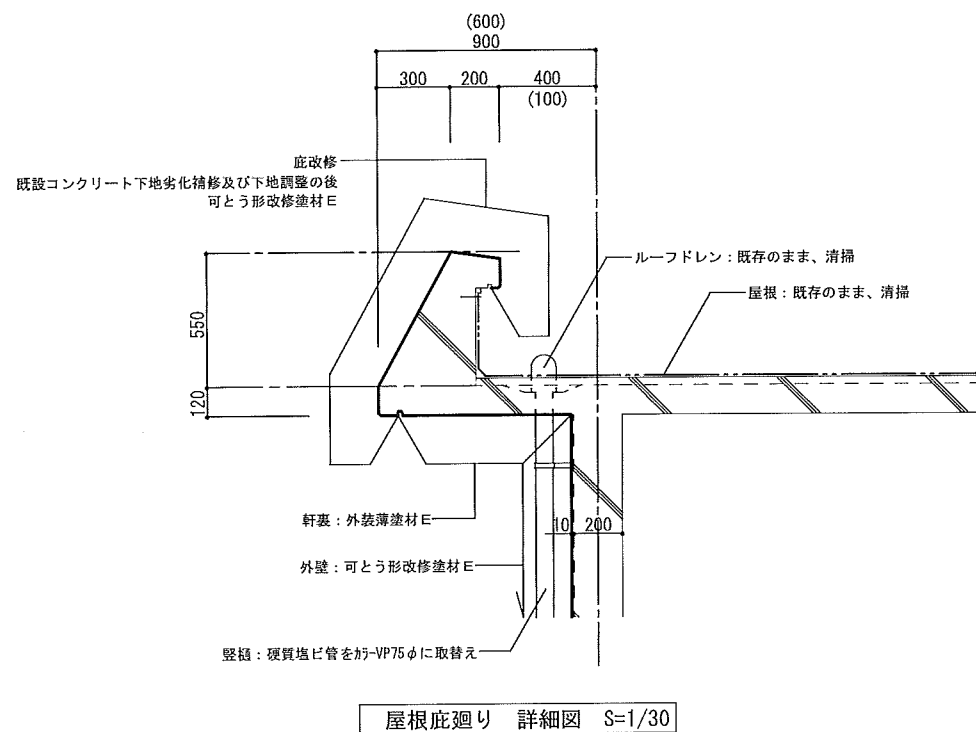 (600)
900
300
200
400
(100)
庇改修
既設コンクリート下地劣化補修及び下地調整の後
可とう形改修塗材E
ルーフドレン：既存のまま、清掃
屋根：既存のまま、清掃
550
120
軒裏：外装薄塗材E
10
200
外壁：可とう形改修塗材E
竪樋：硬質塩ビ管をｶﾗｰVP75φに取替え
屋根庇廻り 詳細図 S=1/30